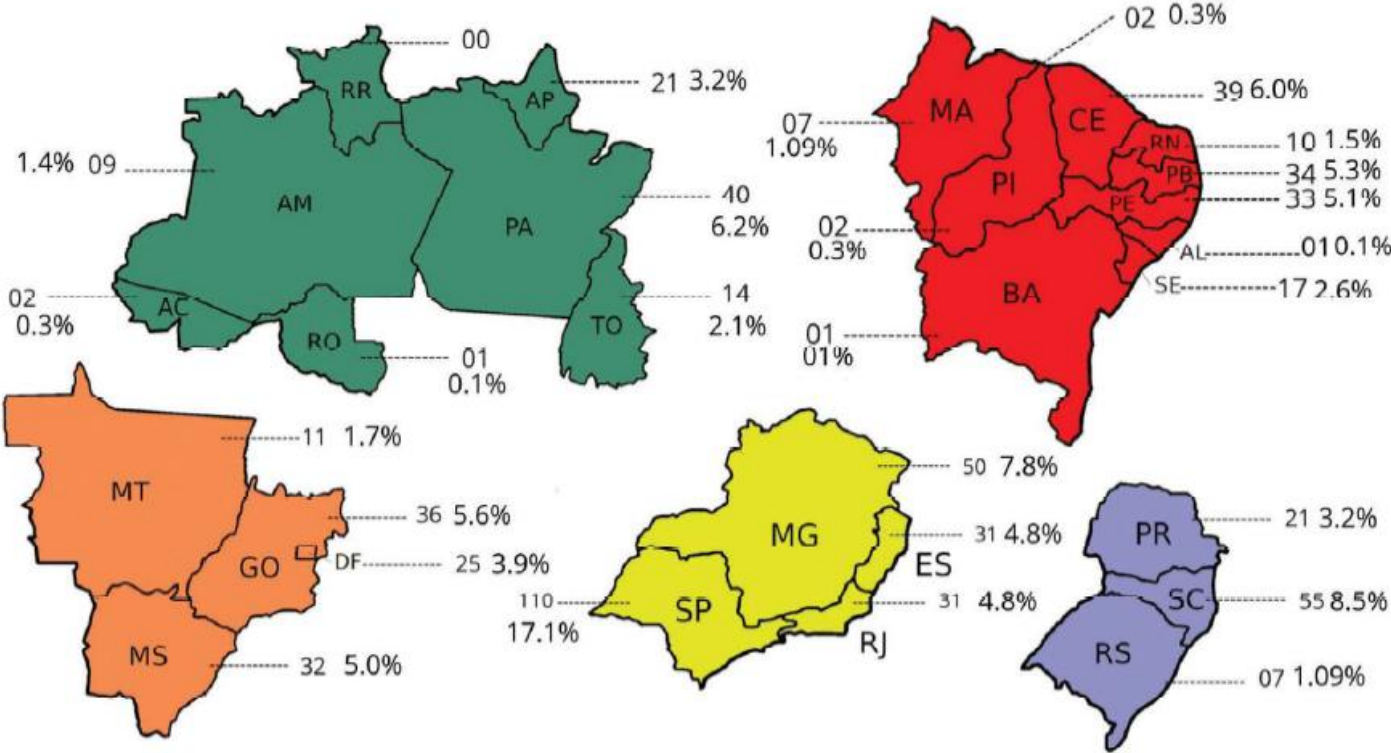 02 0.3%
00
RR
21 3.2%
AP
MA
39 6.0%
CE
07
1.09%
RN
10 1.5%
1.4% 09
PB
34 5.3%
PI
AM
40
6.2%
PA
PE
33 5.1%
02
0.3%
AL
01 0.1%
SE
17 2.6%
BA
02
0.3%
AC
14
2.1%
TO
RO
01
0.1%
01
01%
11 1.7%
MT
50 7.8%
36 5.6%
MG
PR
21 3.2%
31 4.8%
ES
GO
DF
25 3.9%
110
17.1%
SP
31 4.8%
RJ
SC
55 8.5%
MS
32 5.0%
RS
07 1.09%